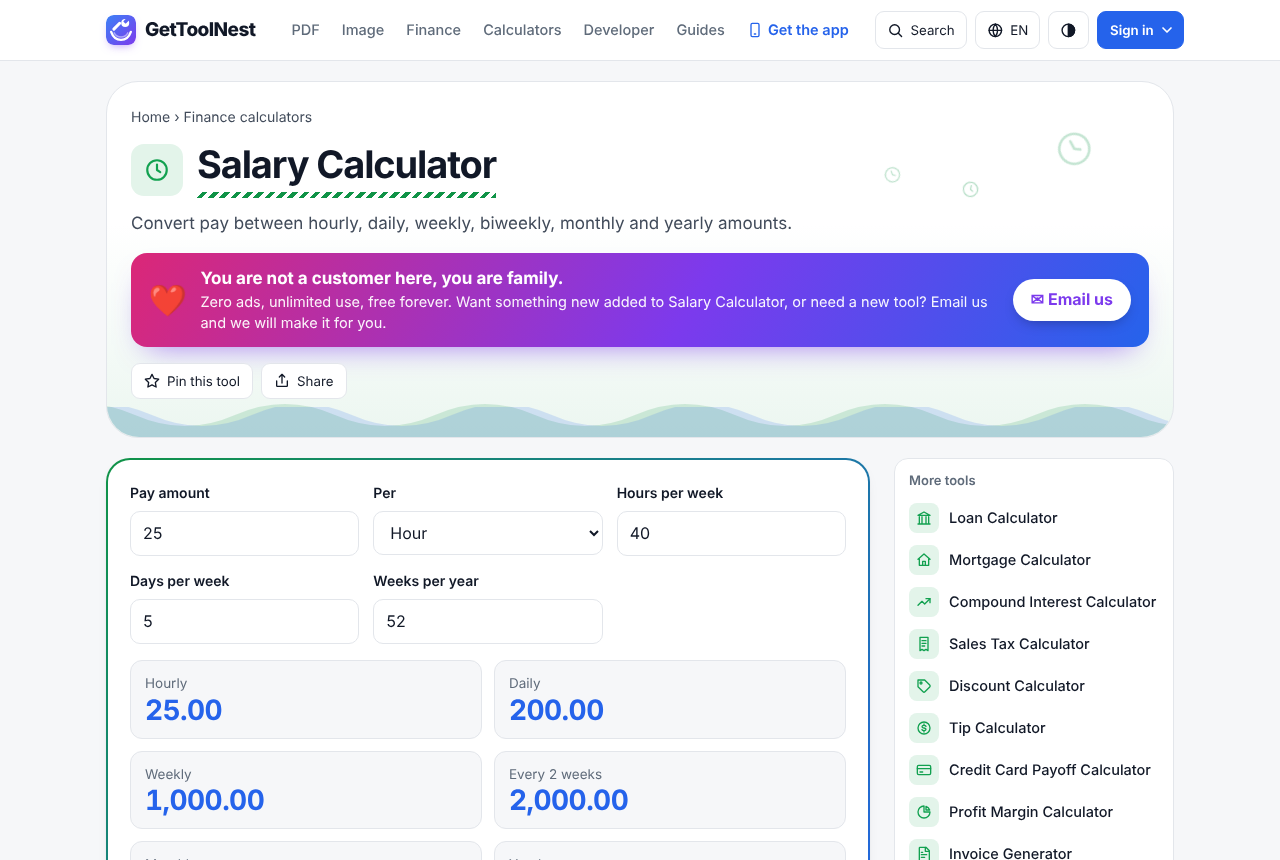 GetToolNest
PDF
Image
Finance
Calculators
Developer
Guides
Get the app
Search
EN
Sign in
Home › Finance calculators
Salary Calculator
Convert pay between hourly, daily, weekly, biweekly, monthly and yearly amounts.
You are not a customer here, you are family.
Zero ads, unlimited use, free forever. Want something new added to Salary Calculator, or need a new tool? Email us
and we will make it for you.
✉ Email us
Pin this tool
Share
Pay amount
Per
Hours per week
25
Hour
40
Days per week
Weeks per year
5
52
Hourly
25.00
Daily
200.00
Weekly
1,000.00
Every 2 weeks
2,000.00
More tools
Loan Calculator
Mortgage Calculator
Compound Interest Calculator
Sales Tax Calculator
Discount Calculator
Tip Calculator
Credit Card Payoff Calculator
Profit Margin Calculator
Invoice Generator